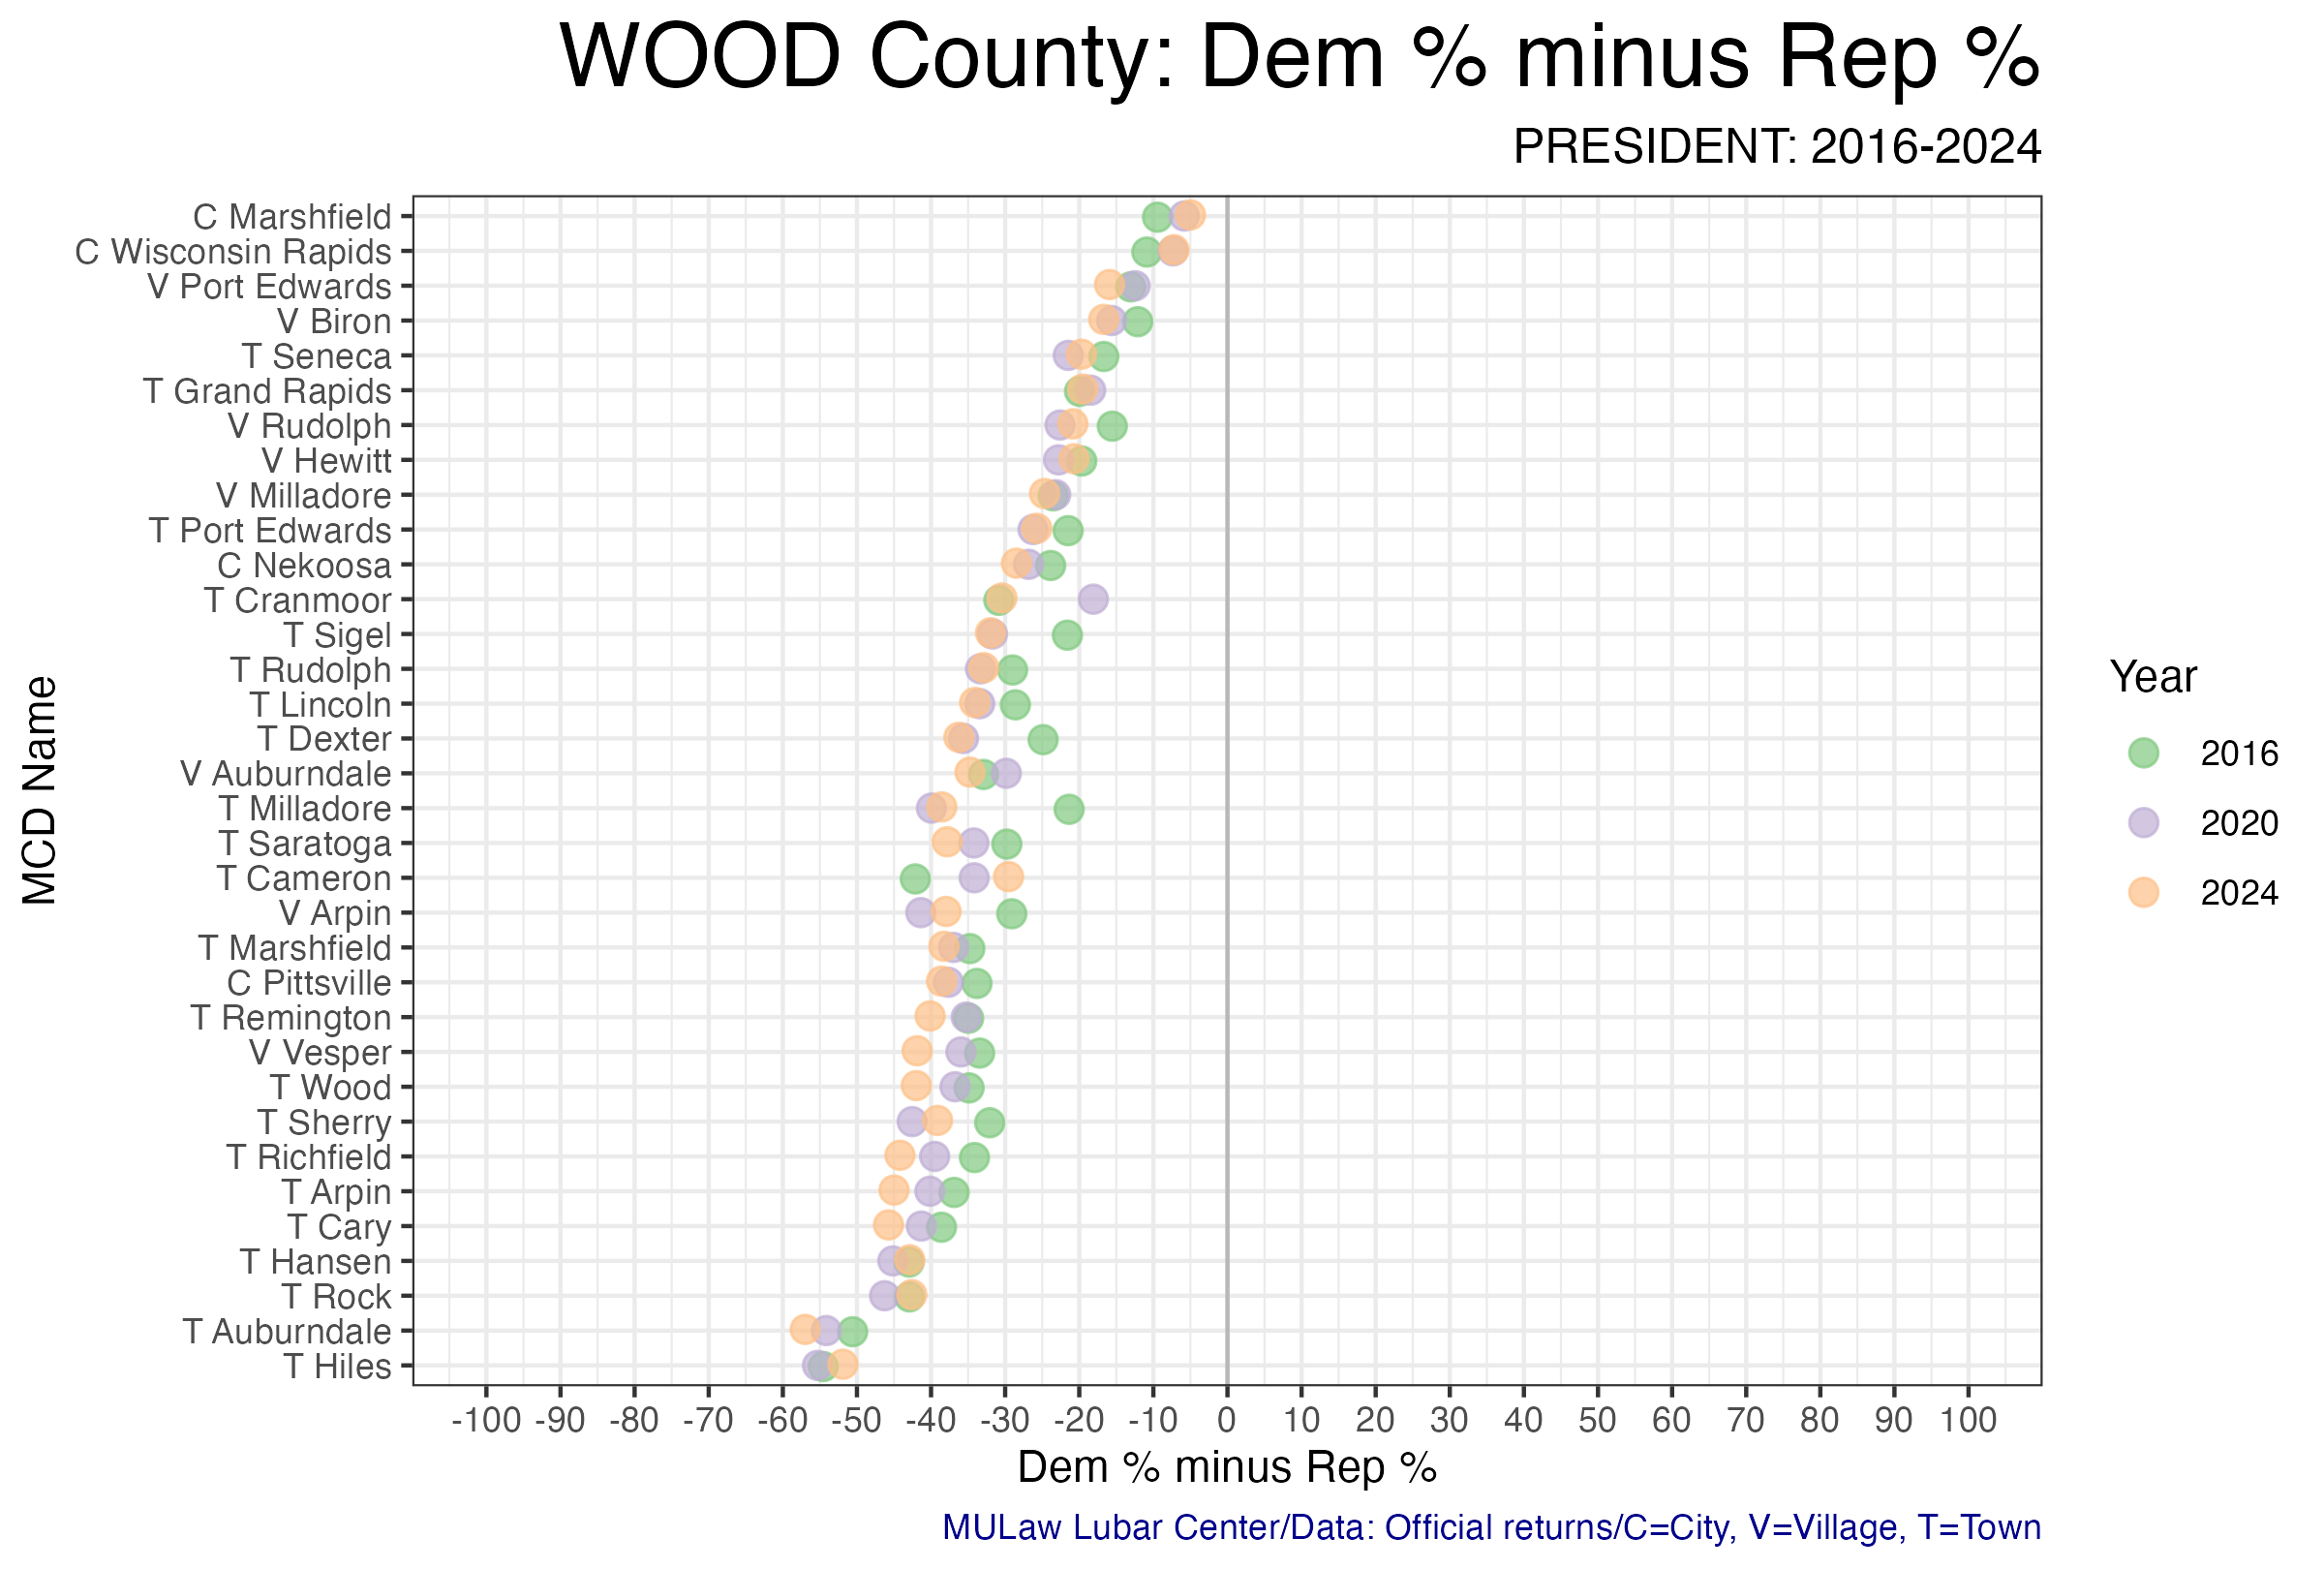 WOOD County: Dem % minus Rep %
PRESIDENT: 2016-2024
MCD Name
C Marshfield
C Wisconsin Rapids
V Port Edwards
V Biron
T Seneca
T Grand Rapids
V Rudolph
V Hewitt
V Milladore
T Port Edwards
C Nekoosa
T Cranmoor
T Sigel
T Rudolph
T Lincoln
T Dexter
V Auburndale
T Milladore
T Saratoga
T Cameron
V Arpin
T Marshfield
C Pittsville
T Remington
V Vesper
T Wood
T Sherry
T Richfield
T Arpin
T Cary
T Hansen
T Rock
T Auburndale
T Hiles
-100 -90 -80 -70 -60 -50 -40 -30 -20 -10 0 10 20 30 40 50 60 70 80 90 100
Dem % minus Rep %
Year
2016
2020
2024
MULaw Lubar Center/Data: Official returns/C=City, V=Village, T=Town